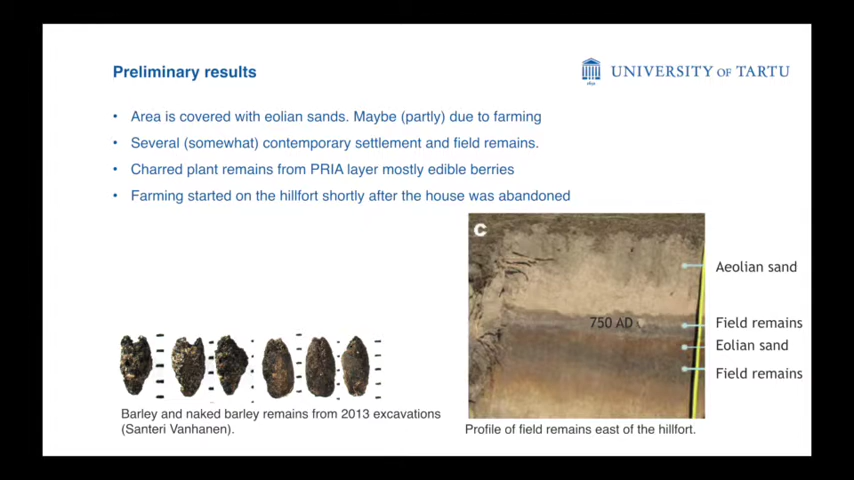 Preliminary results
UNIVERSITY OF TARTU
• Area is covered with eolian sands. Maybe (partly) due to farming
• Several (somewhat) contemporary settlement and field remains.
• Charred plant remains from PRIA layer mostly edible berries
• Farming started on the hillfort shortly after the house was abandoned
C
Aeolian sand
750 AD
Field remains
Eolian sand
Field remains
Barley and naked barley remains from 2013 excavations
(Santeri Vanhanen).
Profile of field remains east of the hillfort.